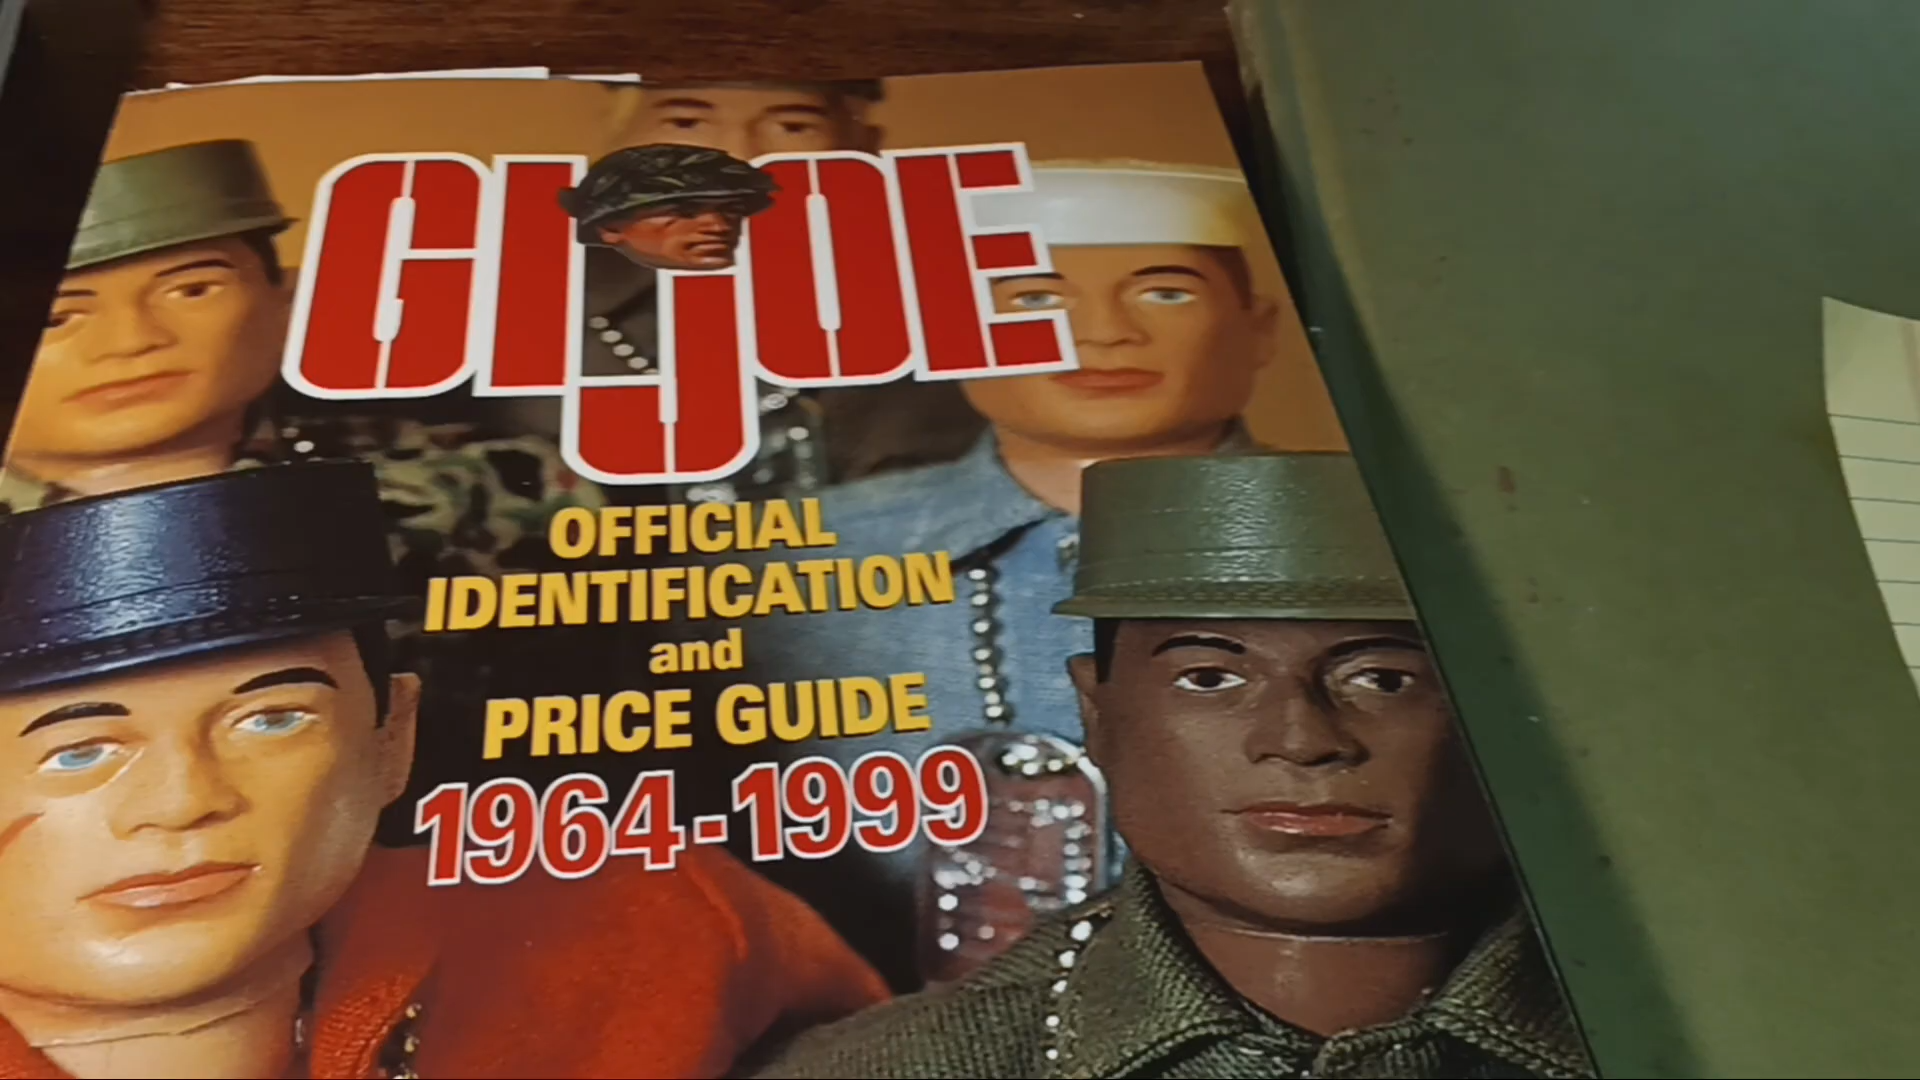 GI JOE
OFFICIAL
IDENTIFICATION
and
PRICE GUIDE
1964-1999